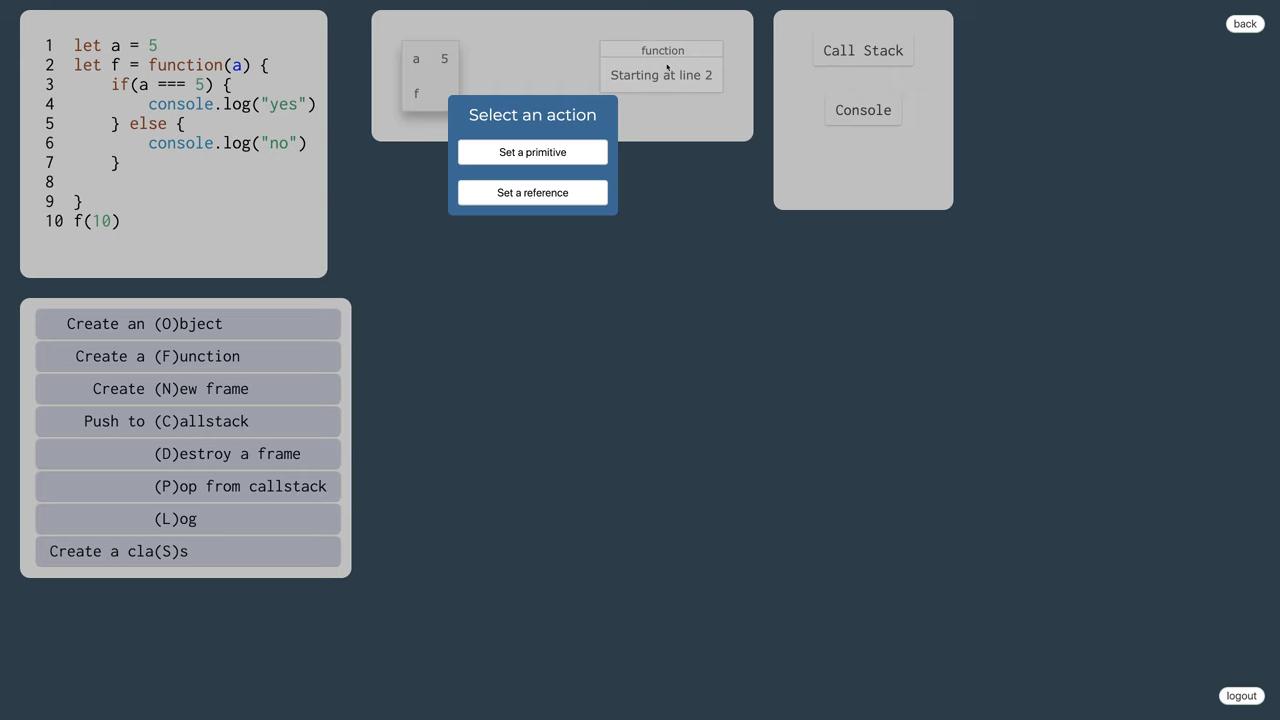 1 let a = 5
2 let f = function(a) {
3     if(a === 5) {
4         console.log("yes")
5     } else {
6         console.log("no")
7     }
8
9 }
10 f(10)
a 5
f
function
Starting at line 2
Select an action
Set a primitive
Set a reference
Call Stack
Console
back
Create an (O)bject
Create a (F)unction
Create (N)ew frame
Push to (C)allstack
(D)estroy a frame
(P)op from callstack
(L)og
Create a cla(S)s
logout